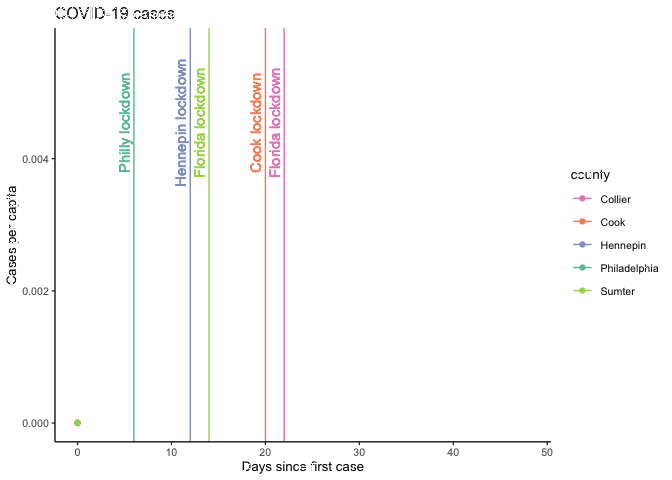 COVID-19 cases
Philly lockdown
Hennepin lockdown
Florida lockdown
Cook lockdown
Florida lockdown
Cases per capita
0.004
0.002
0.000
0
10
20
30
40
50
Days since first case
county
Collier
Cook
Hennepin
Philadelphia
Sumter